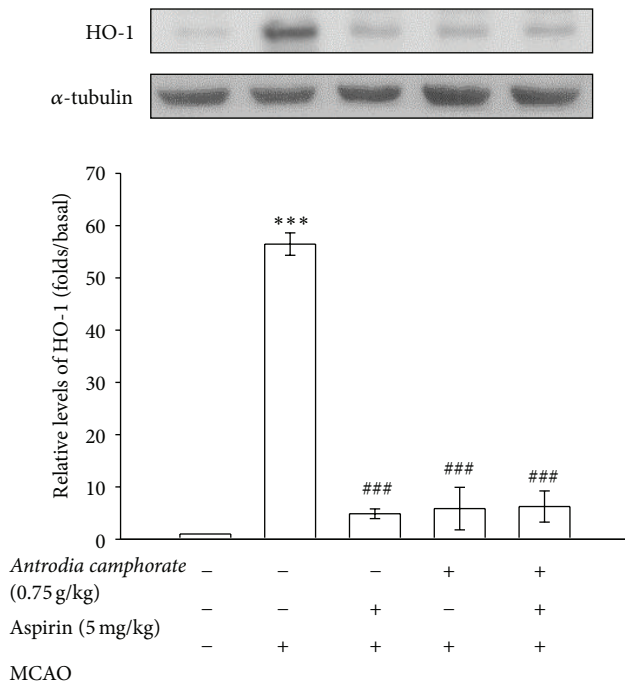 HO-1
α-tubulin
Relative levels of HO-1 (folds/basal)
70
60
50
40
30
20
10
0
***
###
###
###
Antrodia camphorate − − − + +
(0.75 g/kg)
− + − +
Aspirin (5 mg/kg)
− + + + +
MCAO